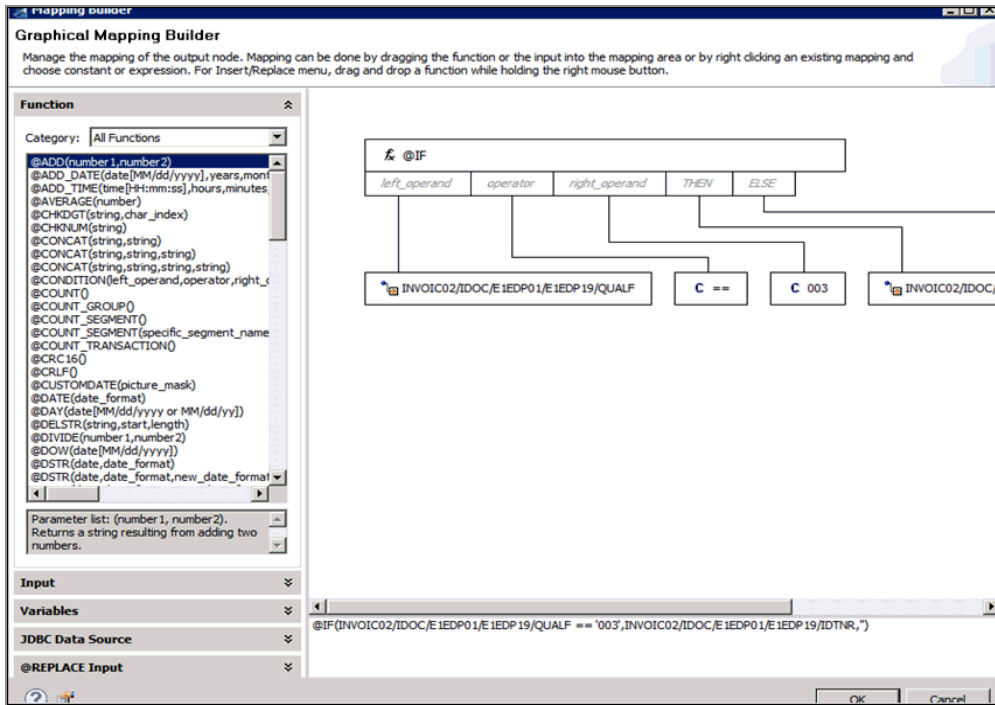 Mapping Builder
Graphical Mapping Builder
Manage the mapping of the output node. Mapping can be done by dragging the function or the input into the mapping area or by right clicking an existing mapping and
choose constant or expression. For Insert/Replace menu, drag and drop a function while holding the right mouse button.
Function
Category: All Functions
@ADD(number1,number2)
@ADD_DATE(date[MM/dd/yyyy],years,mont
@ADD_TIME(time[HH:mm:ss],hours,minutes,
@AVERAGE(number)
@CHKDGT(string,char_index)
@CHKNUM(string)
@CONCAT(string,string)
@CONCAT(string,string,string)
@CONCAT(string,string,string,string)
@CONDITION(left_operand,operator,right_o
@COUNT()
@COUNT_GROUP()
@COUNT_SEGMENT()
@COUNT_SEGMENT(specific_segment_name
@COUNT_TRANSACTION()
@CRC16()
@CRLF()
@CUSTOMDATE(picture_mask)
@DATE(date_format)
@DAY(date[MM/dd/yyyy or MM/dd/yy])
@DELSTR(string,start,length)
@DIVIDE(number1,number2)
@DOW(date[MM/dd/yyyy])
@DSTR(date,date_format)
@DSTR(date,date_format,new_date_format
Parameter list: (number1, number2).
Returns a string resulting from adding two
numbers.
Input
Variables
JDBC Data Source
@REPLACE Input
fx @IF
left_operand operator right_operand THEN ELSE
INVOIC02/IDOC/E1EDP01/E1EDP19/QUALF C == C 003 INVOIC02/IDOC/
@IF(INVOIC02/IDOC/E1EDP01/E1EDP19/QUALF == '003',INVOIC02/IDOC/E1EDP01/E1EDP19/IDTNR,'')
OK Cancel